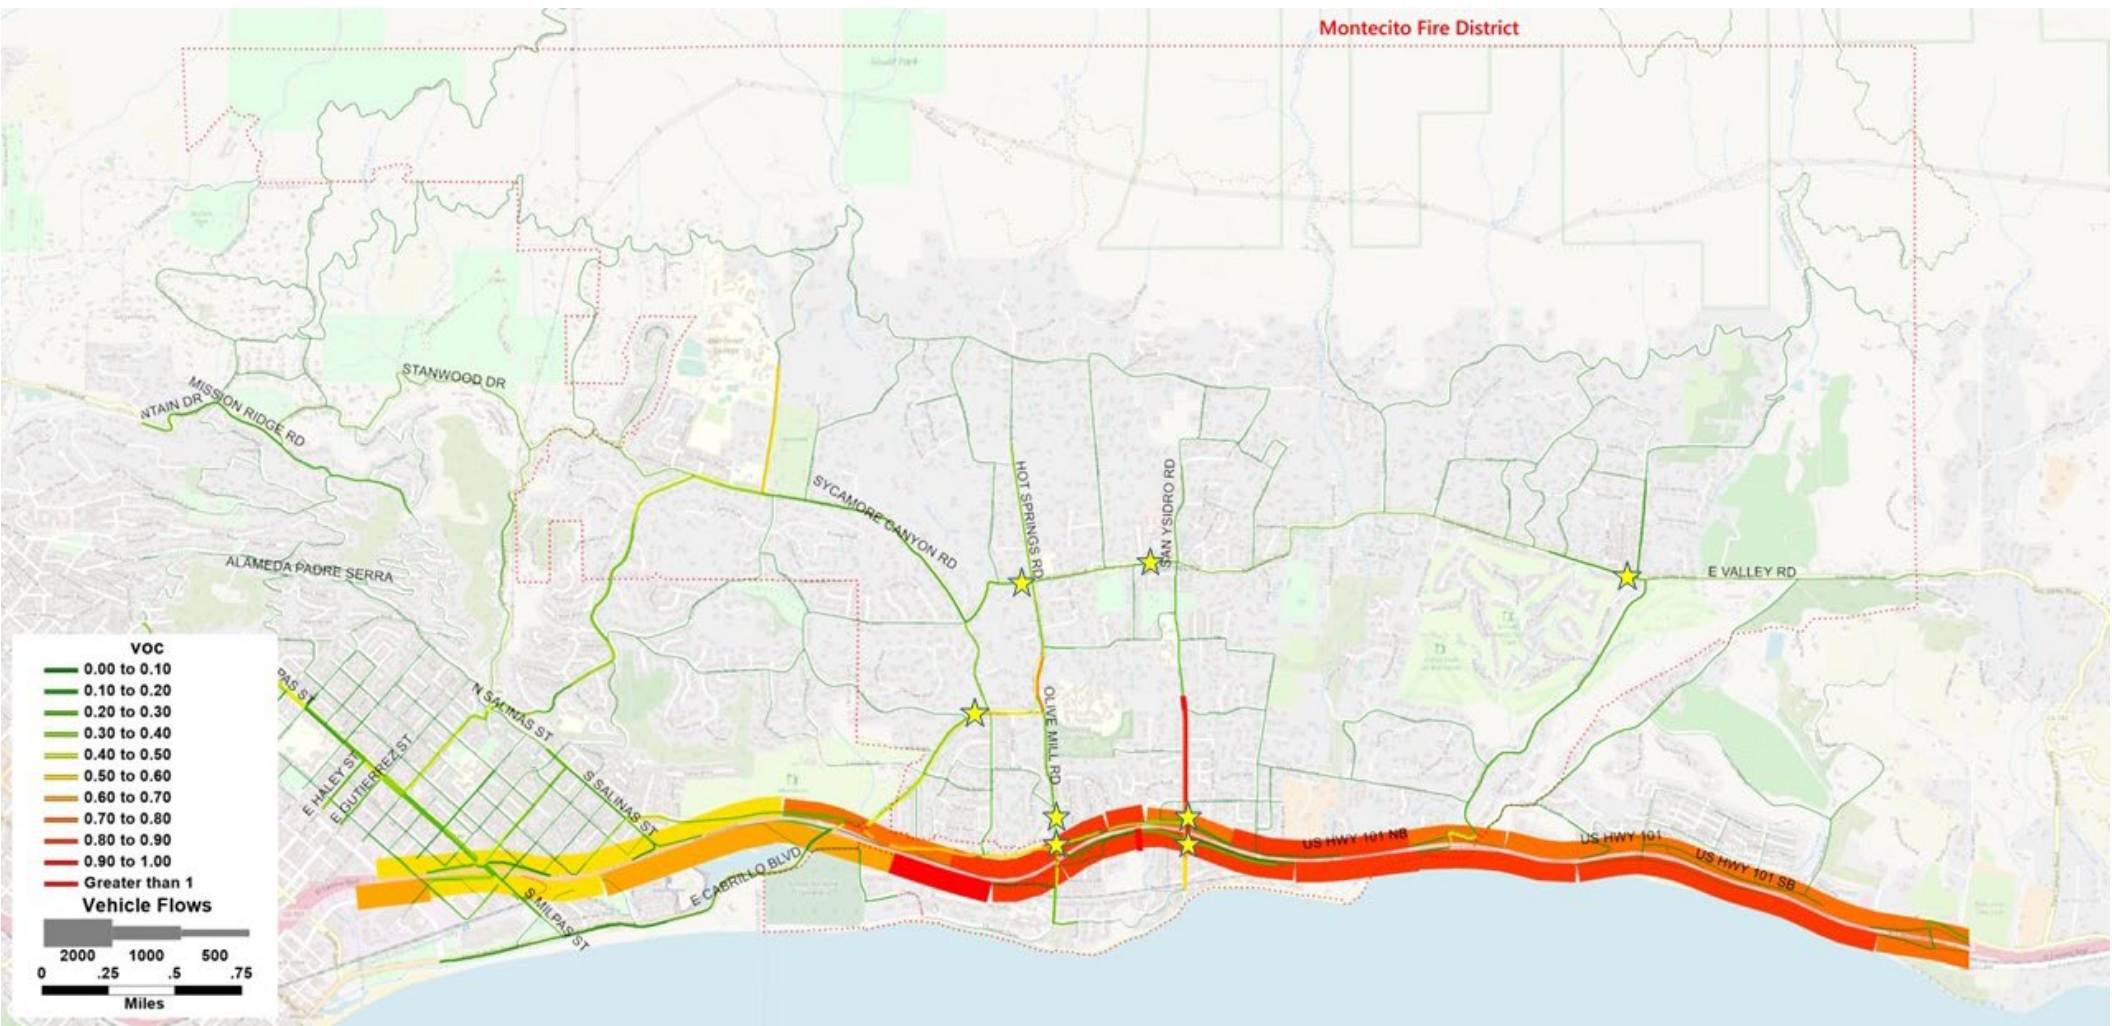 Montecito Fire District
STANWOOD DR
MISSION RIDGE RD
NTAIN DR
SYCAMORE CANYON RD
HOT SPRINGS RD
SAN YSIDRO RD
ALAMEDA PADRE SERRA
E VALLEY RD
PAS ST
N SALINAS ST
OLIVE MILL RD
E HALEY ST
E GUTIERREZ ST
S SALINAS ST
US HWY 101 NB
US HWY 101
US HWY 101 SB
E CABRILLO BLVD
S MILPAS ST
voc
0.00 to 0.10
0.10 to 0.20
0.20 to 0.30
0.30 to 0.40
0.40 to 0.50
0.50 to 0.60
0.60 to 0.70
0.70 to 0.80
0.80 to 0.90
0.90 to 1.00
Greater than 1
Vehicle Flows
2000 1000 500
0 .25 .5 .75
Miles